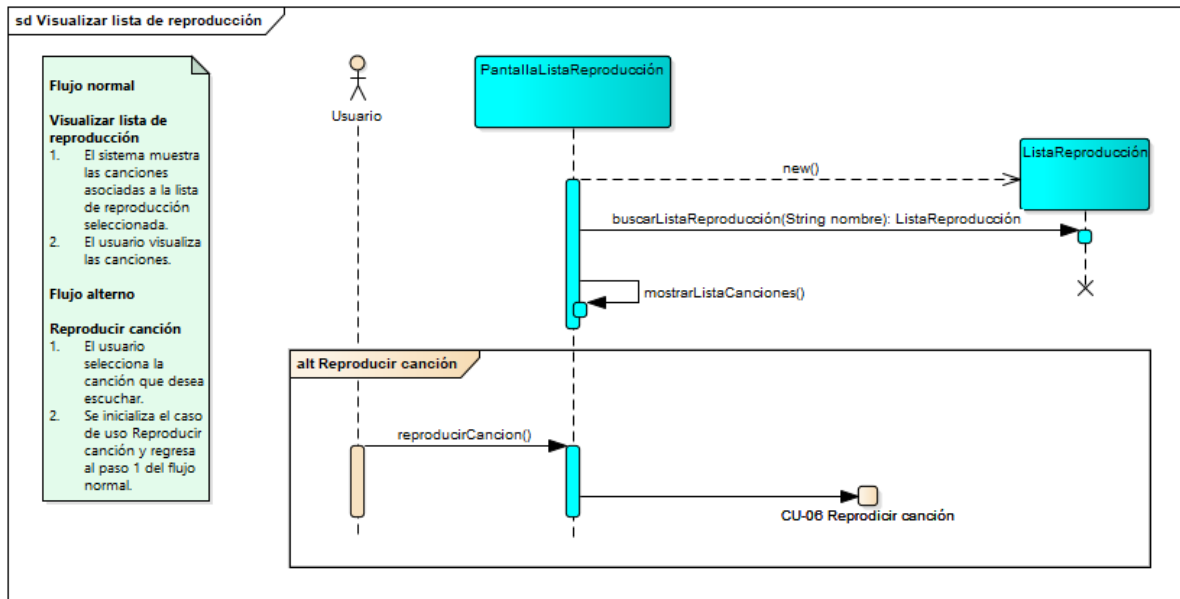 sd Visualizar lista de reproducción
Flujo normal
Visualizar lista de
reproducción
1. El sistema muestra
las canciones
asociadas a la lista
de reproducción
seleccionada.
2. El usuario visualiza
las canciones.
Flujo alterno
Reproducir canción
1. El usuario
selecciona la
canción que desea
escuchar.
2. Se inicializa el caso
de uso Reproducir
canción y regresa
al paso 1 del flujo
normal.
Usuario
PantallaListaReproducción
ListaReproducción
new()
buscarListaReproducción(String nombre): ListaReproducción
mostrarListaCanciones()
alt Reproducir canción
reproducirCancion()
CU-06 Reprodicir canción